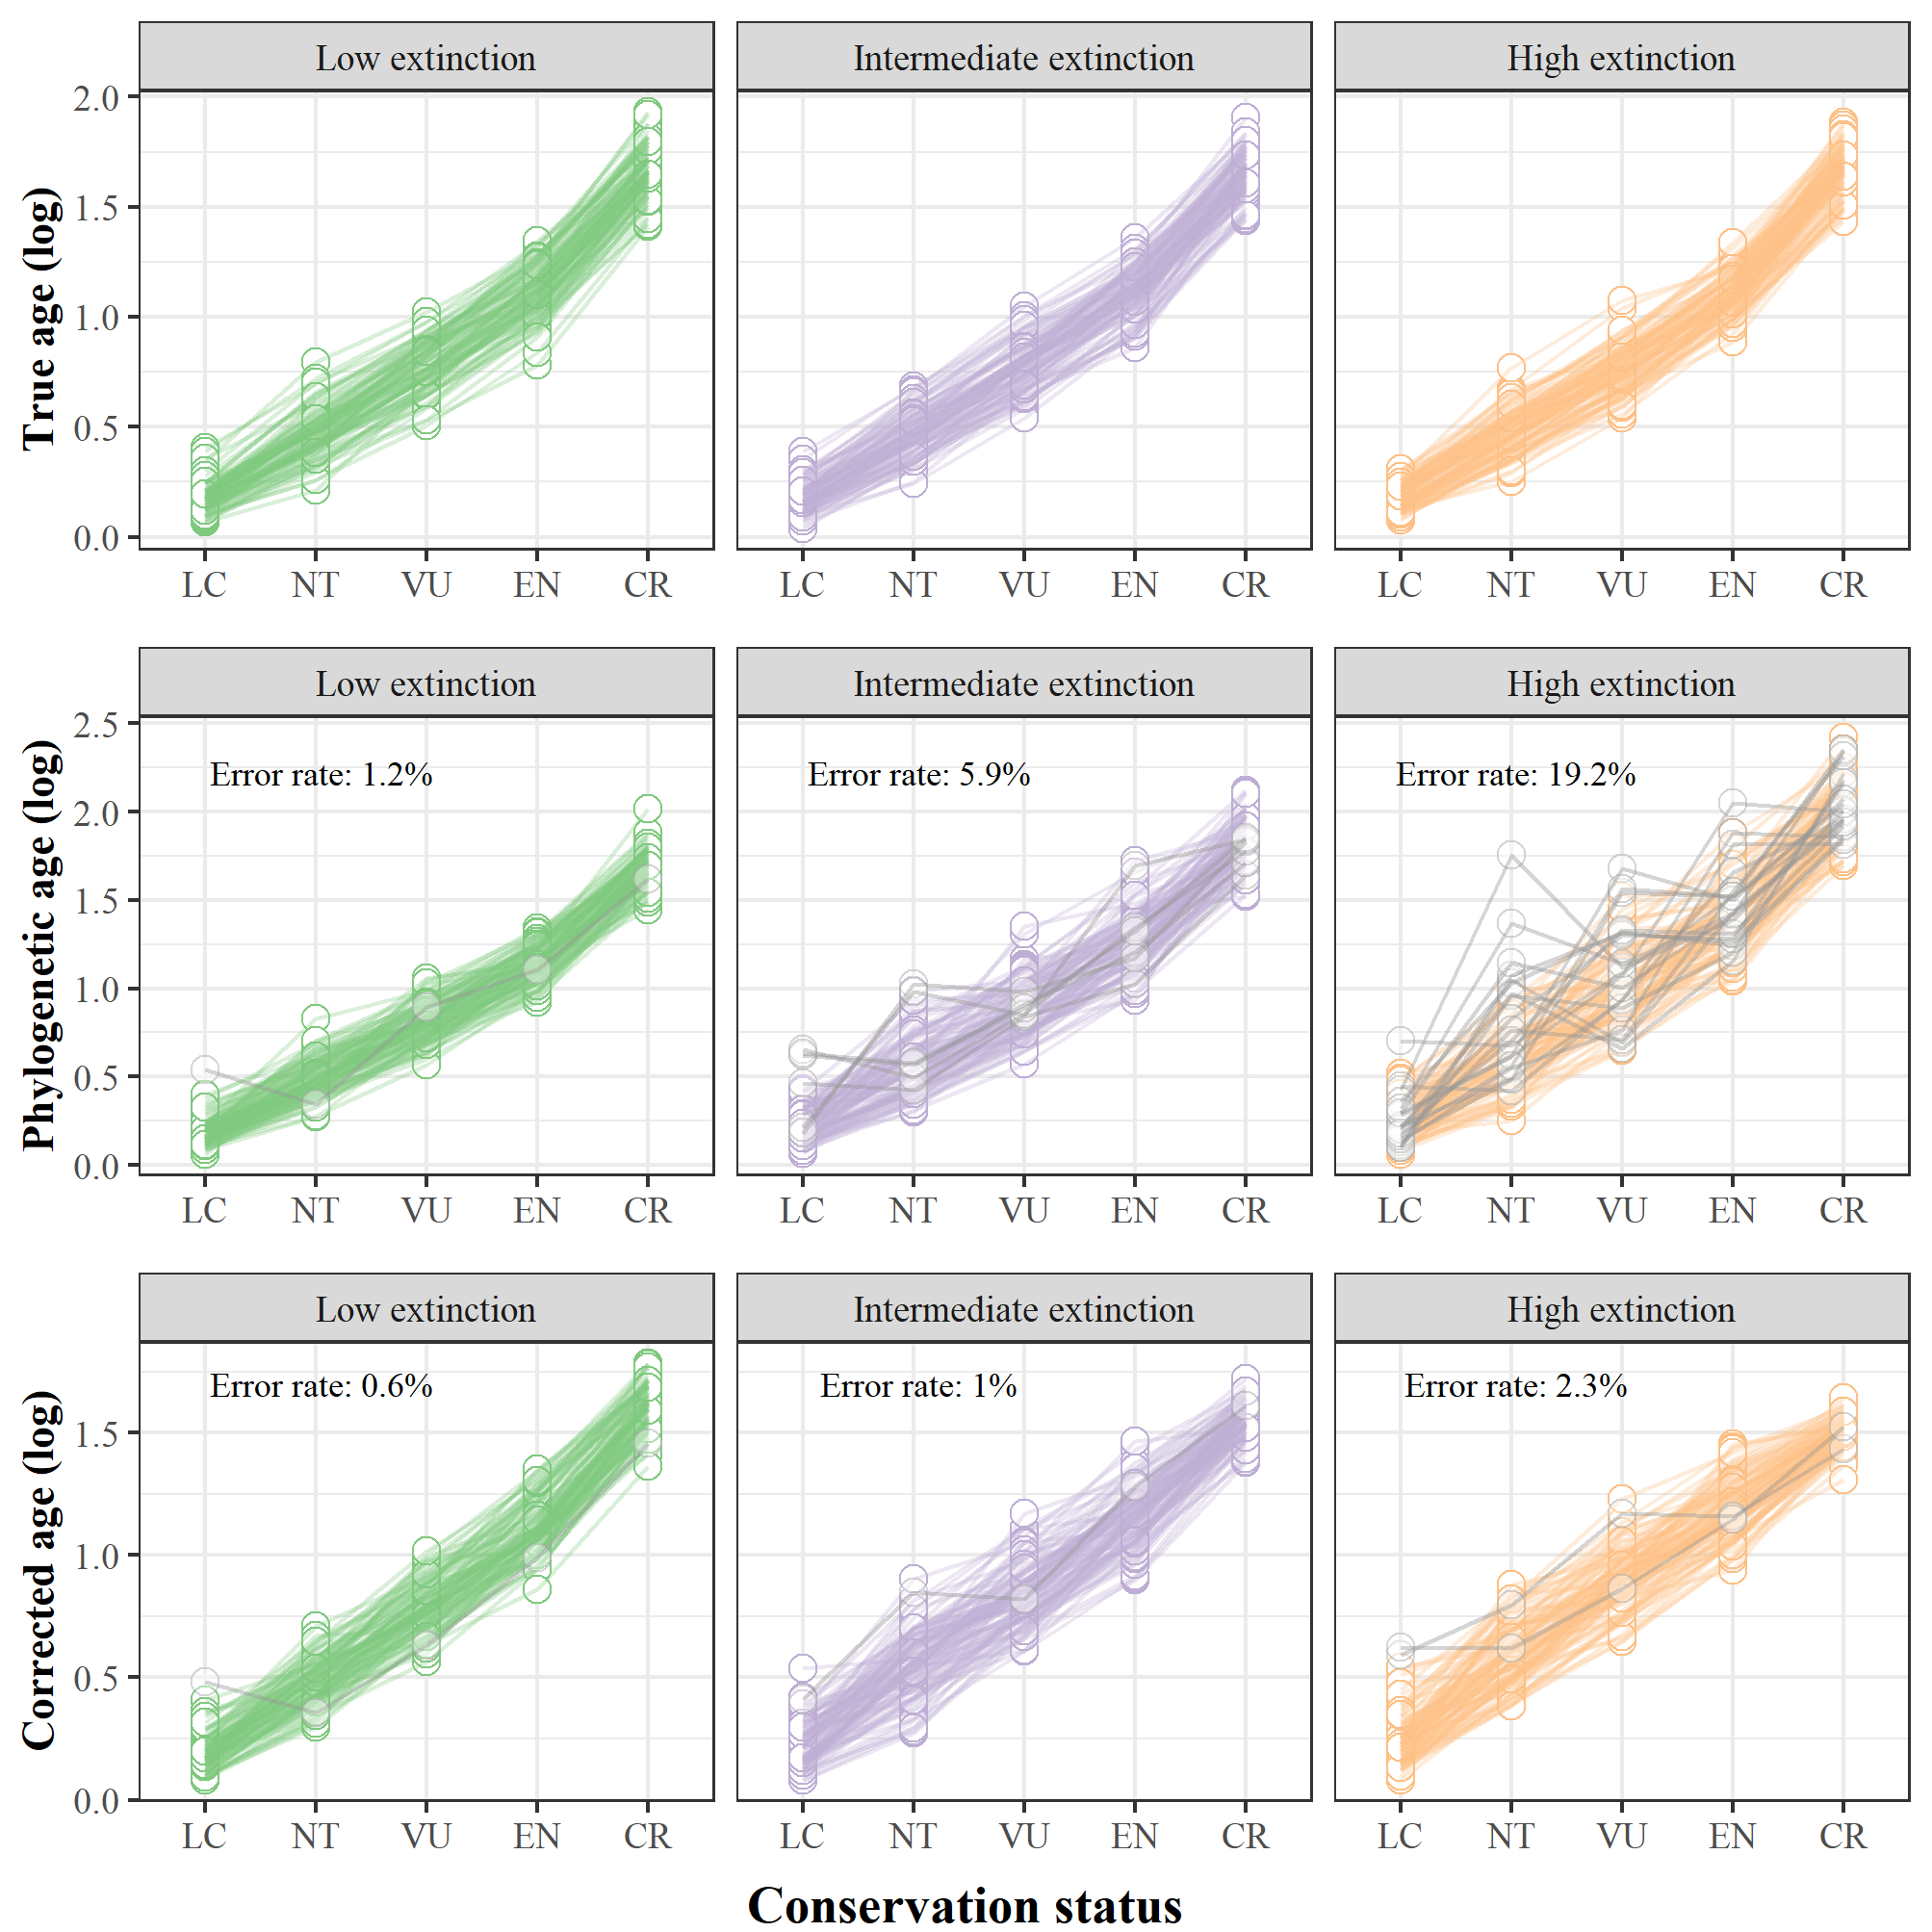 Low extinction
Intermediate extinction
High extinction
True age (log)
2.0
1.5
1.0
0.5
0.0
LC NT VU EN CR
LC NT VU EN CR
LC NT VU EN CR
Low extinction
Intermediate extinction
High extinction
Phylogenetic age (log)
2.5
2.0
1.5
1.0
0.5
0.0
Error rate: 1.2%
Error rate: 5.9%
Error rate: 19.2%
LC NT VU EN CR
LC NT VU EN CR
LC NT VU EN CR
Low extinction
Intermediate extinction
High extinction
Corrected age (log)
1.5
1.0
0.5
0.0
Error rate: 0.6%
Error rate: 1%
Error rate: 2.3%
LC NT VU EN CR
LC NT VU EN CR
LC NT VU EN CR
Conservation status